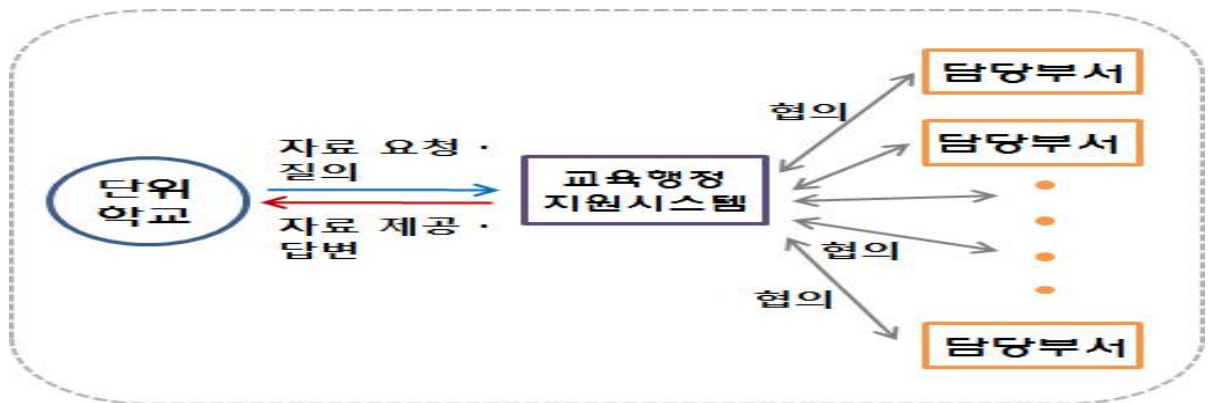 단위
학교
자료 요청 ·
질의
자료 제공 ·
답변
교육행정
지원시스템
협의
협의
협의
담당부서
담당부서
담당부서